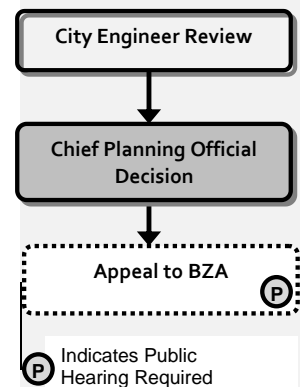 City Engineer Review
Chief Planning Official
Decision
Appeal to BZA
P
P
Indicates Public
Hearing Required